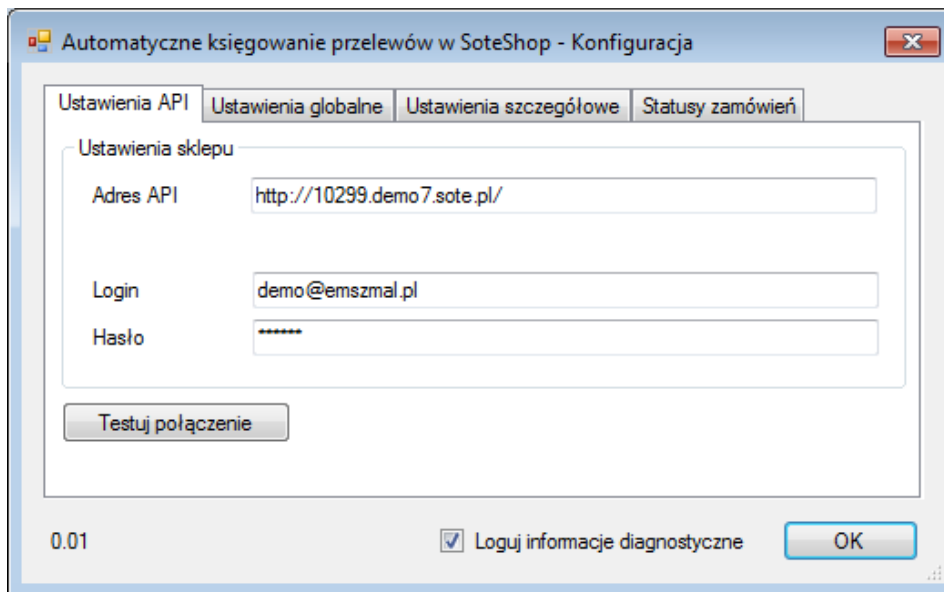 Automatyczne księgowanie przelewów w SoteShop - Konfiguracja
Ustawienia API Ustawienia globalne Ustawienia szczegółowe Statusy zamówień
Ustawienia sklepu
Adres API http://10299.demo7.sote.pl/
Login demo@emszmal.pl
Hasło ******
Testuj połączenie
0.01 Loguj informacje diagnostyczne OK